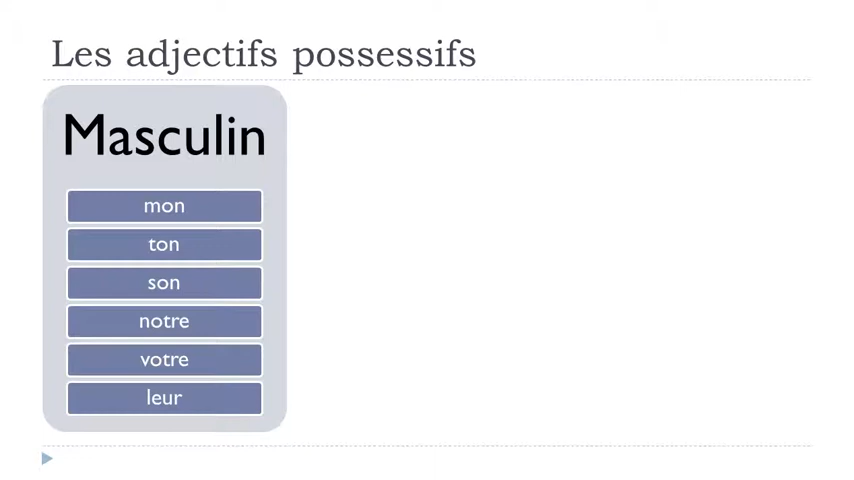 Les adjectifs possessifs
Masculin
mon
ton
son
notre
votre
leur